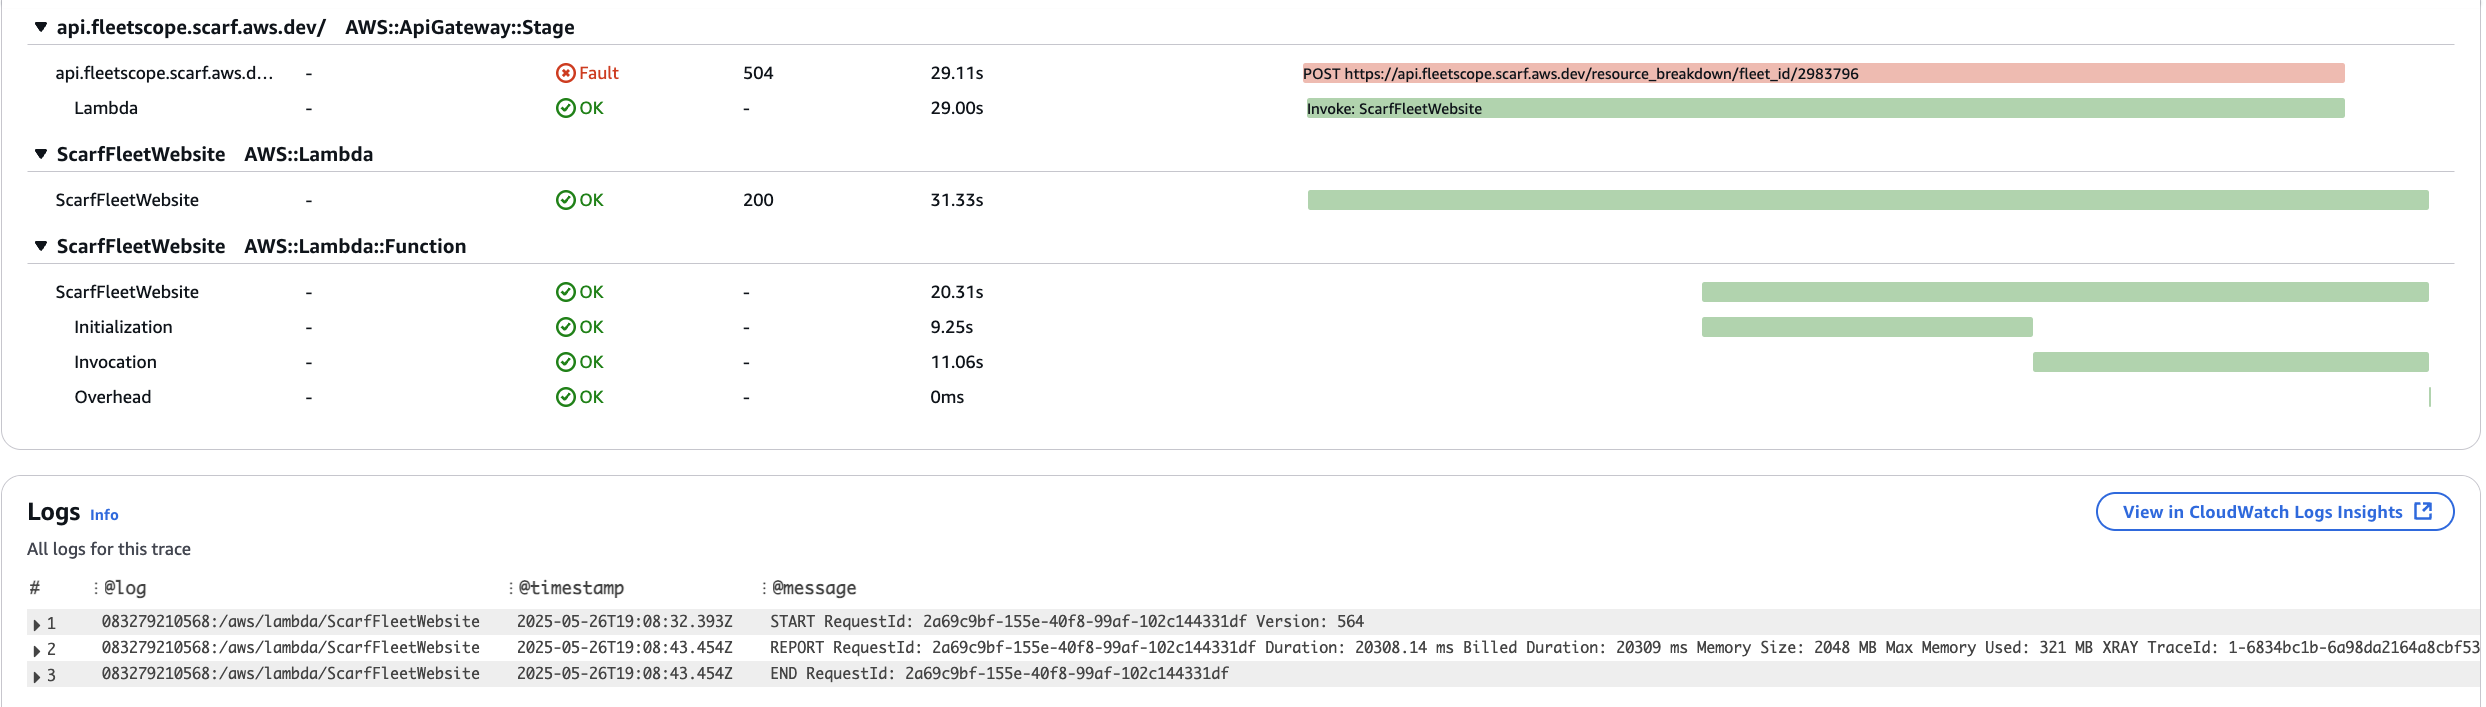 api.fleetscope.scarf.aws.dev/ AWS::ApiGateway::Stage
api.fleetscope.scarf.aws.d... - Fault 504 29.11s POST https://api.fleetscope.scarf.aws.dev/resource_breakdown/fleet_id/2983796
Lambda - OK - 29.00s Invoke: ScarfFleetWebsite
ScarfFleetWebsite AWS::Lambda
ScarfFleetWebsite - OK 200 31.33s
ScarfFleetWebsite AWS::Lambda::Function
ScarfFleetWebsite - OK - 20.31s
Initialization - OK - 9.25s
Invocation - OK - 11.06s
Overhead - OK - 0ms
Logs Info View in CloudWatch Logs Insights
All logs for this trace
# @log @timestamp @message
1 083279210568:/aws/lambda/ScarfFleetWebsite 2025-05-26T19:08:32.393Z START RequestId: 2a69c9bf-155e-40f8-99af-102c144331df Version: 564
2 083279210568:/aws/lambda/ScarfFleetWebsite 2025-05-26T19:08:43.454Z REPORT RequestId: 2a69c9bf-155e-40f8-99af-102c144331df Duration: 20308.14 ms Billed Duration: 20309 ms Memory Size: 2048 MB Max Memory Used: 321 MB XRAY TraceId: 1-6834bc1b-6a98da2164a8cbf53
3 083279210568:/aws/lambda/ScarfFleetWebsite 2025-05-26T19:08:43.454Z END RequestId: 2a69c9bf-155e-40f8-99af-102c144331df